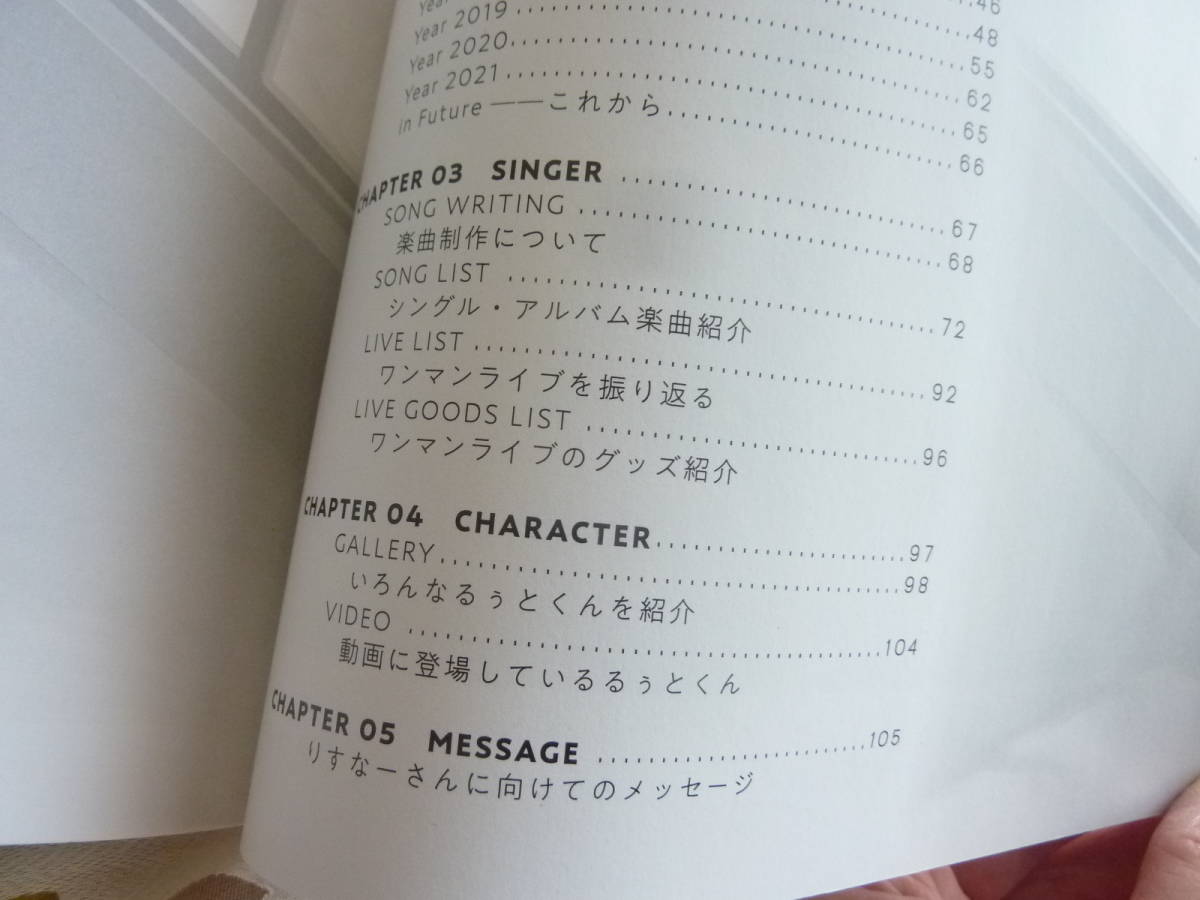 46
Year ........ 48
Year 2019 ........ 55
Year 2020 ........ 62
Year 2021 ........ 65
in Future ——これから ........ 66
CHAPTER 03 SINGER ........ 67
SONG WRITING ........ 68
楽曲制作について
SONG LIST ........ 72
シングル・アルバム楽曲紹介
LIVE LIST ........ 92
ワンマンライブを振り返る
LIVE GOODS LIST ........ 96
ワンマンライブのグッズ紹介
CHAPTER 04 CHARACTER ........ 97
GALLERY ........ 98
いろんなるぅとくんを紹介
VIDEO ........ 104
動画に登場しているるぅとくん
CHAPTER 05 MESSAGE ........ 105
りすなーさんに向けてのメッセージ